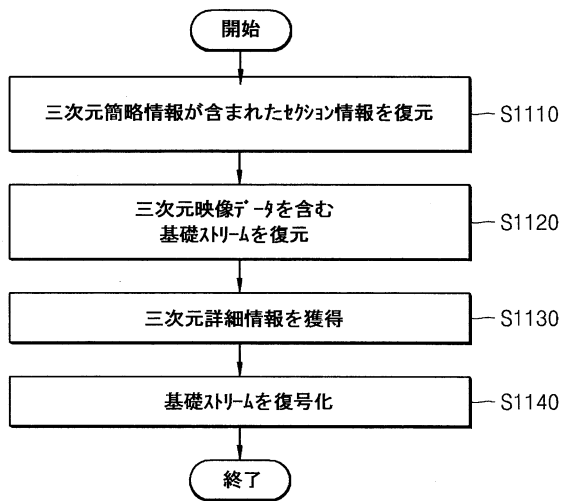 開始
三次元簡略情報が含まれたｾｸｼｮﾝ情報を復元
S1110
三次元映像ﾃﾞｰﾀを含む
基礎ｽﾄﾘｰﾑを復元
S1120
三次元詳細情報を獲得
S1130
基礎ｽﾄﾘｰﾑを復号化
S1140
終了